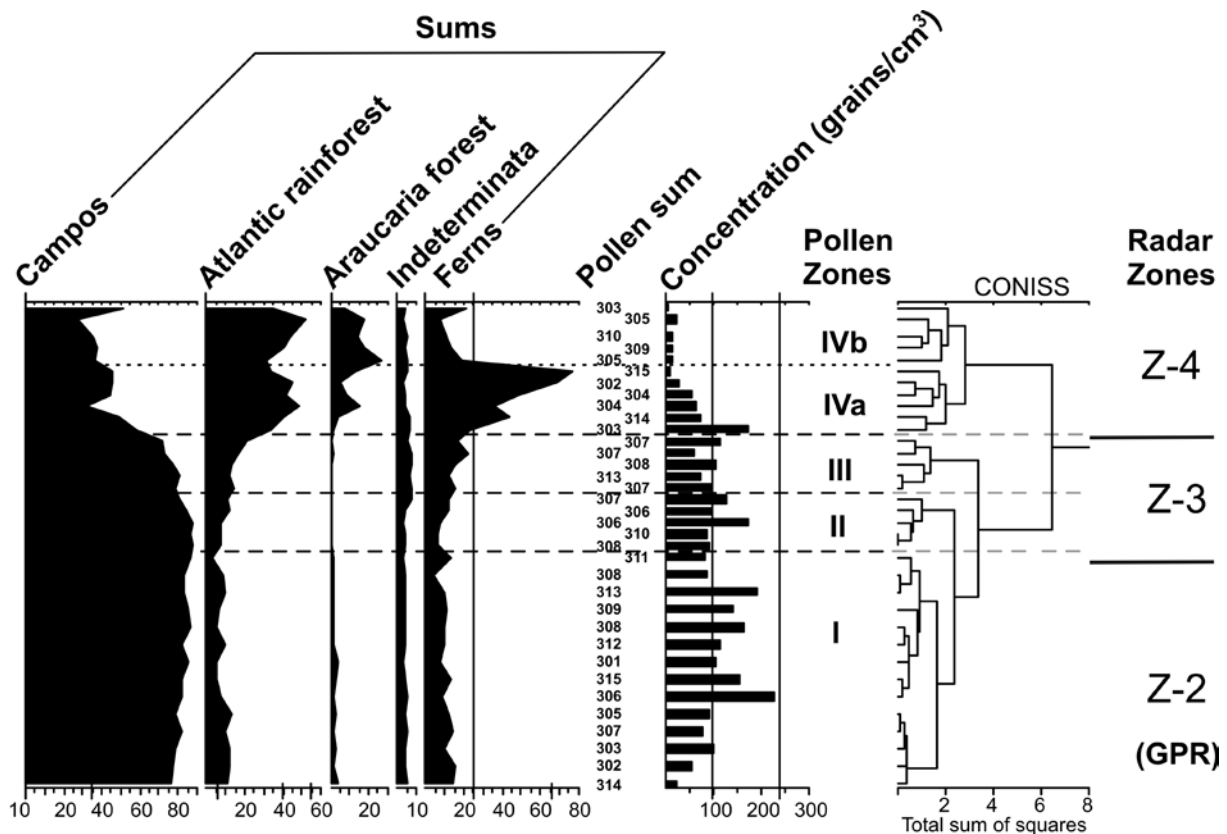 Sums
Campos
Atlantic rainforest
Araucaria forest
Indeterminata
Ferns
Pollen sum
Concentration (grains/cm³)
Pollen
Zones
CONISS
Radar
Zones
303
305
310
309
305
315
302
304
304
314
303
307
307
308
313
307
307
306
306
310
308
311
308
313
309
308
312
301
315
306
305
307
303
302
314
IVb
IVa
III
II
I
Z-4
Z-3
Z-2
(GPR)
10 20 40 60 80
20 40 60
20
10
20 60 80
100 200 300
2 4 6 8
Total sum of squares